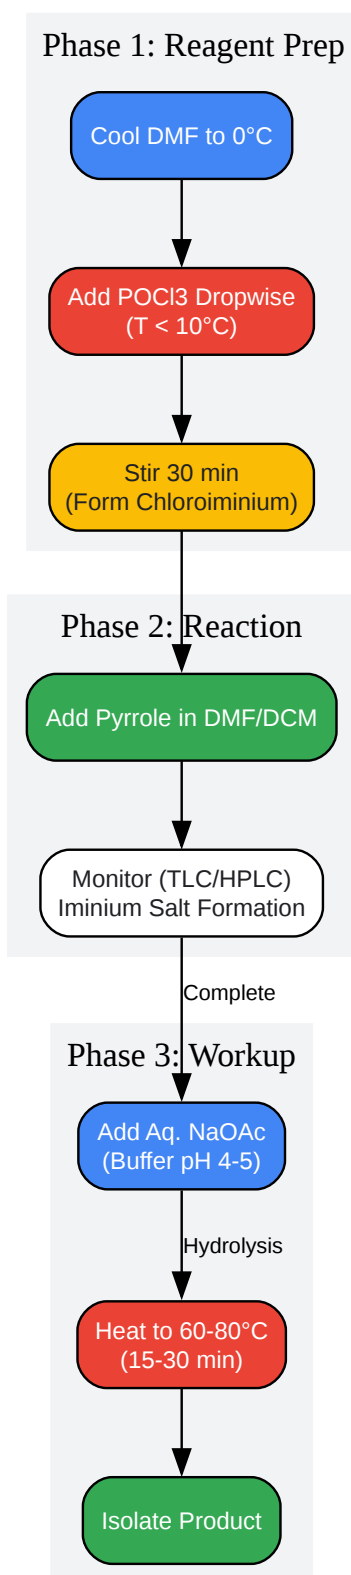 Phase 1: Reagent Prep
Cool DMF to 0°C
Add POCl3 Dropwise
(T < 10°C)
Stir 30 min
(Form Chloroiminium)
Phase 2: Reaction
Add Pyrrole in DMF/DCM
Monitor (TLC/HPLC)
Iminium Salt Formation
Complete
Phase 3: Workup
Add Aq. NaOAc
(Buffer pH 4-5)
Hydrolysis
Heat to 60-80°C
(15-30 min)
Isolate Product